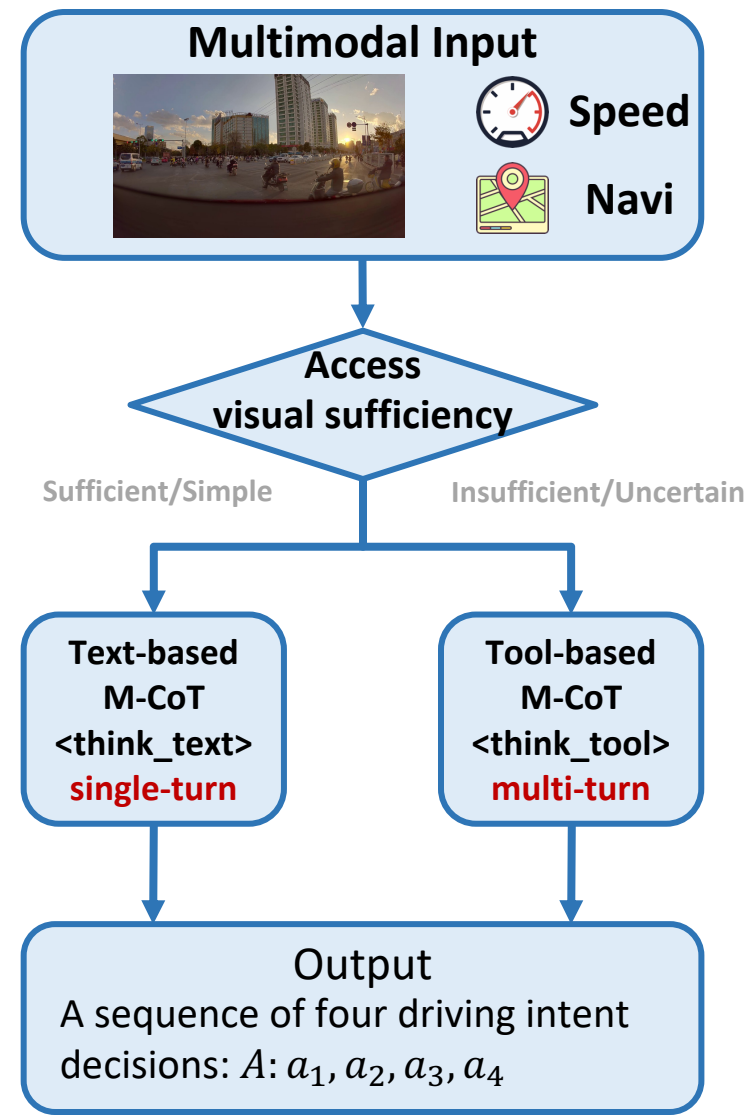 Multimodal Input
Speed
Navi
Access
visual sufficiency
Sufficient/Simple
Insufficient/Uncertain
Text-based
M-CoT
<think_text>
single-turn
Tool-based
M-CoT
<think_tool>
multi-turn
Output
A sequence of four driving intent
decisions: A: a₁, a₂, a₃, a₄